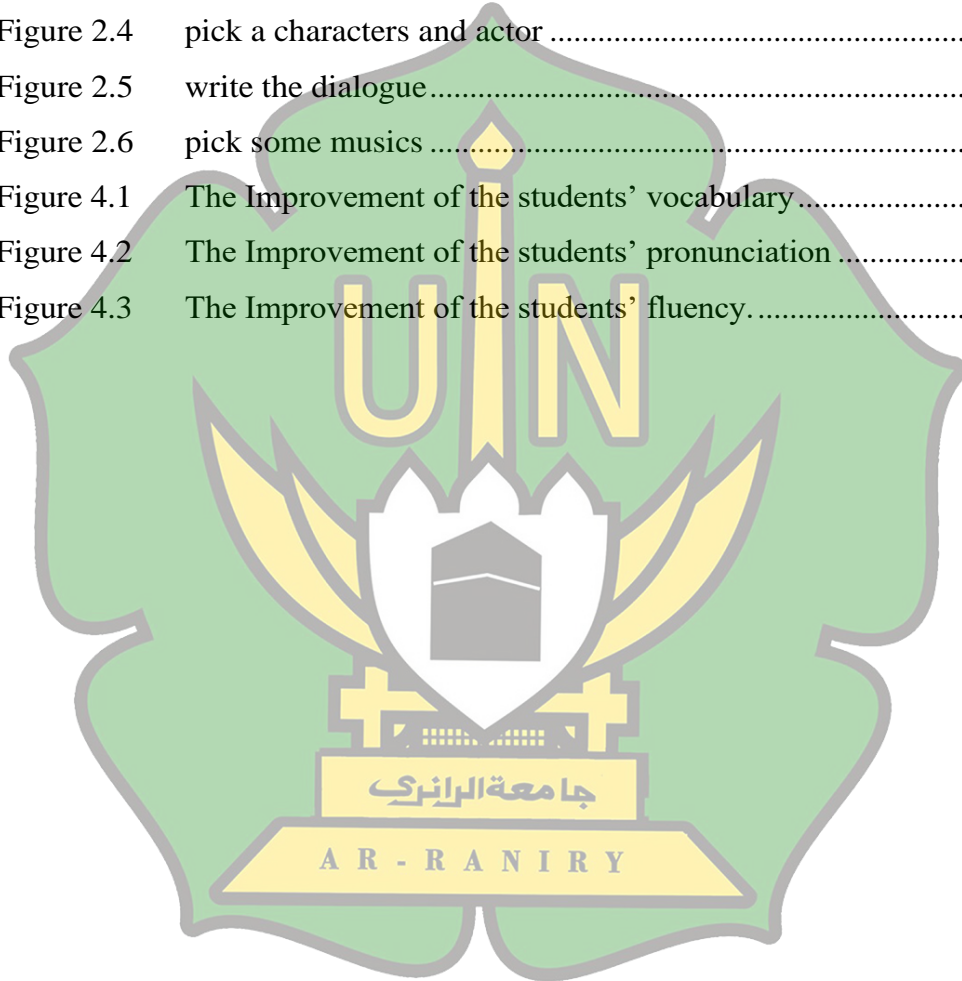 Figure 2.4 pick a characters and actor ..........................................................
Figure 2.5 write the dialogue..........................................................................
Figure 2.6 pick some musics ..........................................................................
Figure 4.1 The Improvement of the students’ vocabulary......................
Figure 4.2 The Improvement of the students’ pronunciation .................
Figure 4.3 The Improvement of the students’ fluency. ..........................
UIN
جامعة الرانري
AR-RANIRY